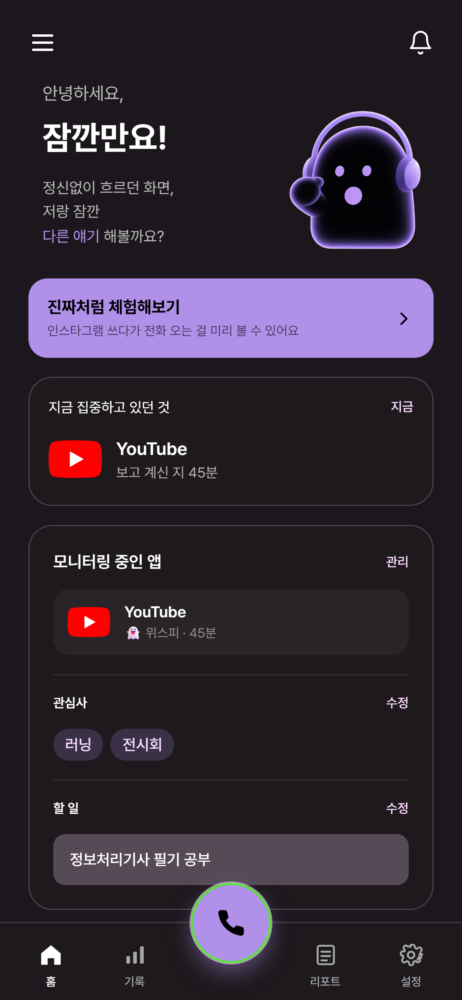 안녕하세요,
잠깐만요!
정신없이 흐르던 화면,
저랑 잠깐
다른 얘기 해볼까요?
진짜처럼 체험해보기
인스타그램 쓰다가 전화 오는 걸 미리 볼 수 있어요
지금 집중하고 있던 것
지금
YouTube
보고 계신 지 45분
모니터링 중인 앱
관리
YouTube
👻 위스피 · 45분
관심사
수정
러닝
전시회
할 일
수정
정보처리기사 필기 공부
홈
기록
리포트
설정